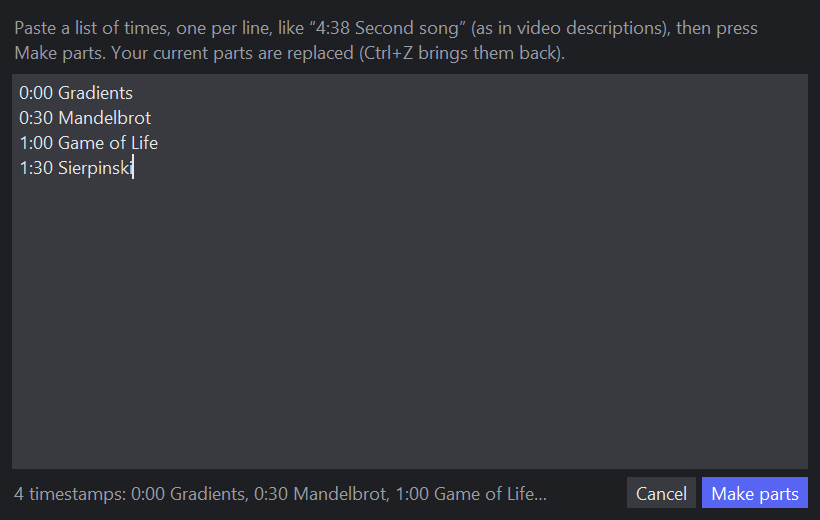 Paste a list of times, one per line, like “4:38 Second song” (as in video descriptions), then press
Make parts. Your current parts are replaced (Ctrl+Z brings them back).
0:00 Gradients
0:30 Mandelbrot
1:00 Game of Life
1:30 Sierpinski
4 timestamps: 0:00 Gradients, 0:30 Mandelbrot, 1:00 Game of Life...
Cancel
Make parts